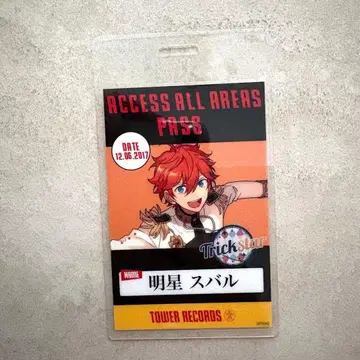 ACCESS ALL AREAS
PASS
DATE
12.06.2017
Trickstar
NAME
明星 スバル
TOWER RECORDS